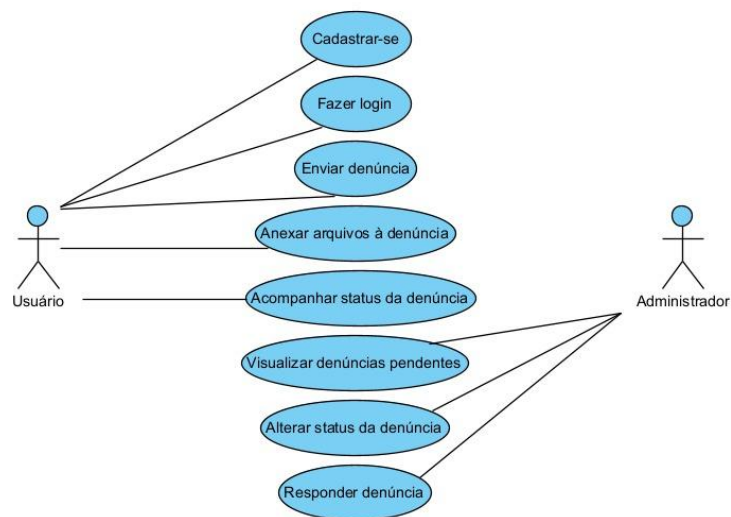 Cadastrar-se
Fazer login
Enviar denúncia
Anexar arquivos à denúncia
Usuário
Acompanhar status da denúncia
Administrador
Visualizar denúncias pendentes
Alterar status da denúncia
Responder denúncia